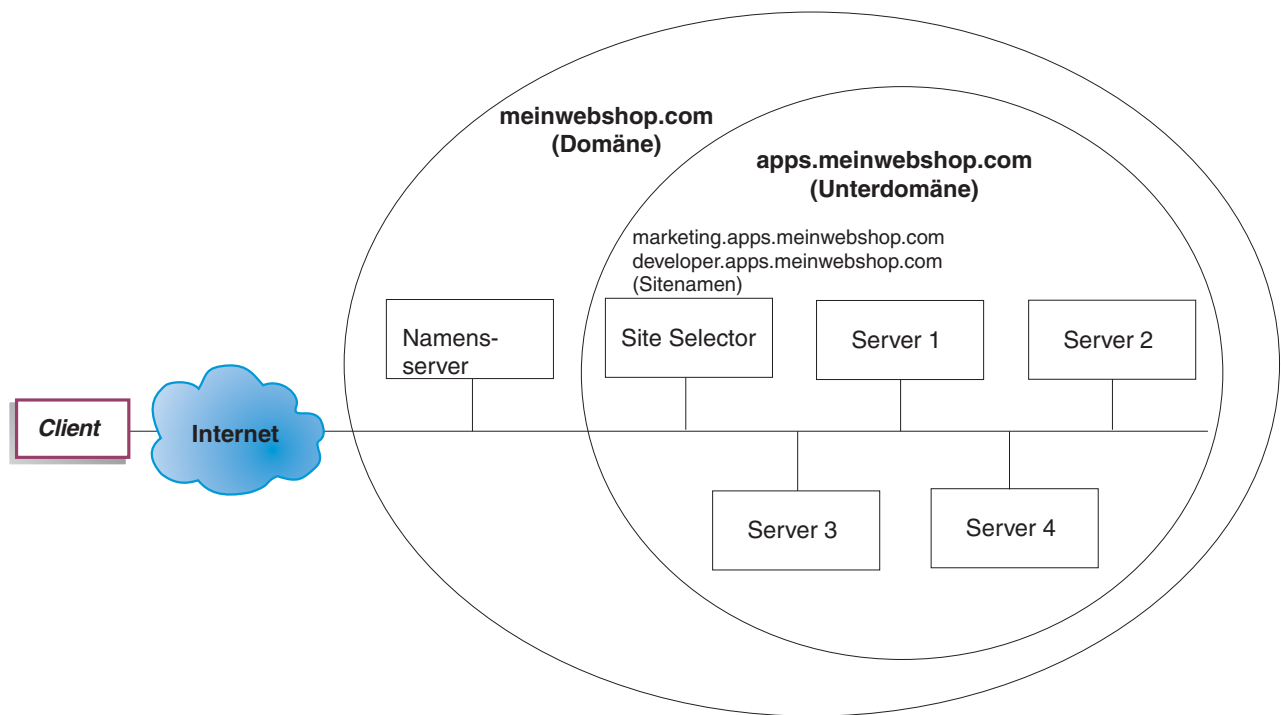 meinwebshop.com
(Domäne)
apps.meinwebshop.com
(Unterdomäne)
marketing.apps.meinwebshop.com
developer.apps.meinwebshop.com
(Sitenamen)
Namens-
server
Site Selector
Server 1
Server 2
Client
Internet
Server 3
Server 4